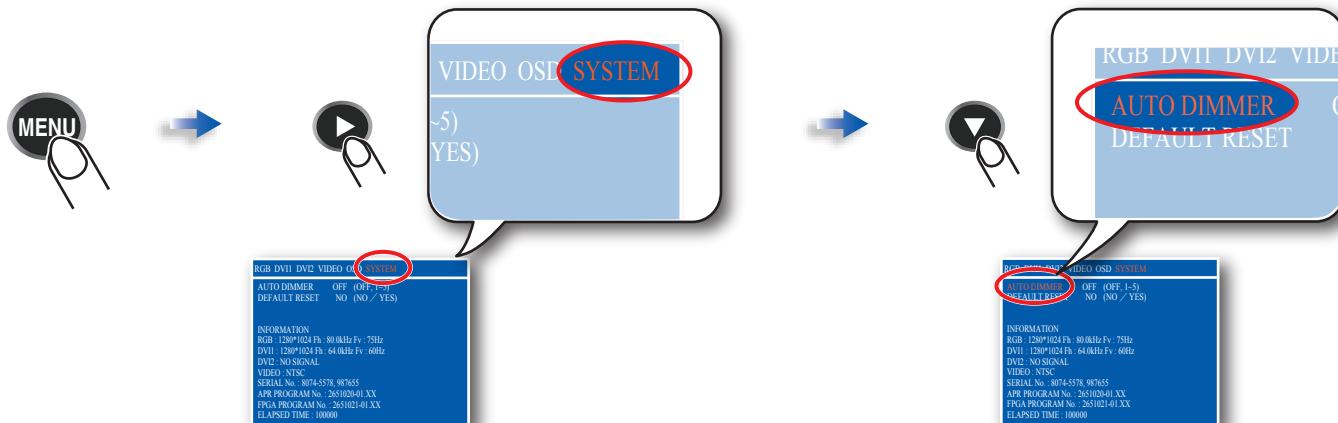 MENU
VIDEO OSD SYSTEM
~5)
YES)
RGB DVI1 DVI2 VIDEO OSD SYSTEM
AUTO DIMMER OFF (OFF, 1~5)
DEFAULT RESET NO (NO / YES)
INFORMATION
RGB : 1280*1024 Fh : 80.0kHz Fv : 75Hz
DVI1 : 1280*1024 Fh : 64.0kHz Fv : 60Hz
DVI2 : NO SIGNAL
VIDEO : NTSC
SERIAL No. : 8074-5578, 987655
APR PROGRAM No. : 2651020-01.XX
FPGA PROGRAM No. : 2651021-01.XX
ELAPSED TIME : 100000
RGB DVI1 DVI2 VIDE
AUTO DIMMER O
DEFAULT RESET
RGB DVI1 DVI2 VIDEO OSD SYSTEM
AUTO DIMMER OFF (OFF, 1~5)
DEFAULT RESET NO (NO / YES)
INFORMATION
RGB : 1280*1024 Fh : 80.0kHz Fv : 75Hz
DVI1 : 1280*1024 Fh : 64.0kHz Fv : 60Hz
DVI2 : NO SIGNAL
VIDEO : NTSC
SERIAL No. : 8074-5578, 987655
APR PROGRAM No. : 2651020-01.XX
FPGA PROGRAM No. : 2651021-01.XX
ELAPSED TIME : 100000